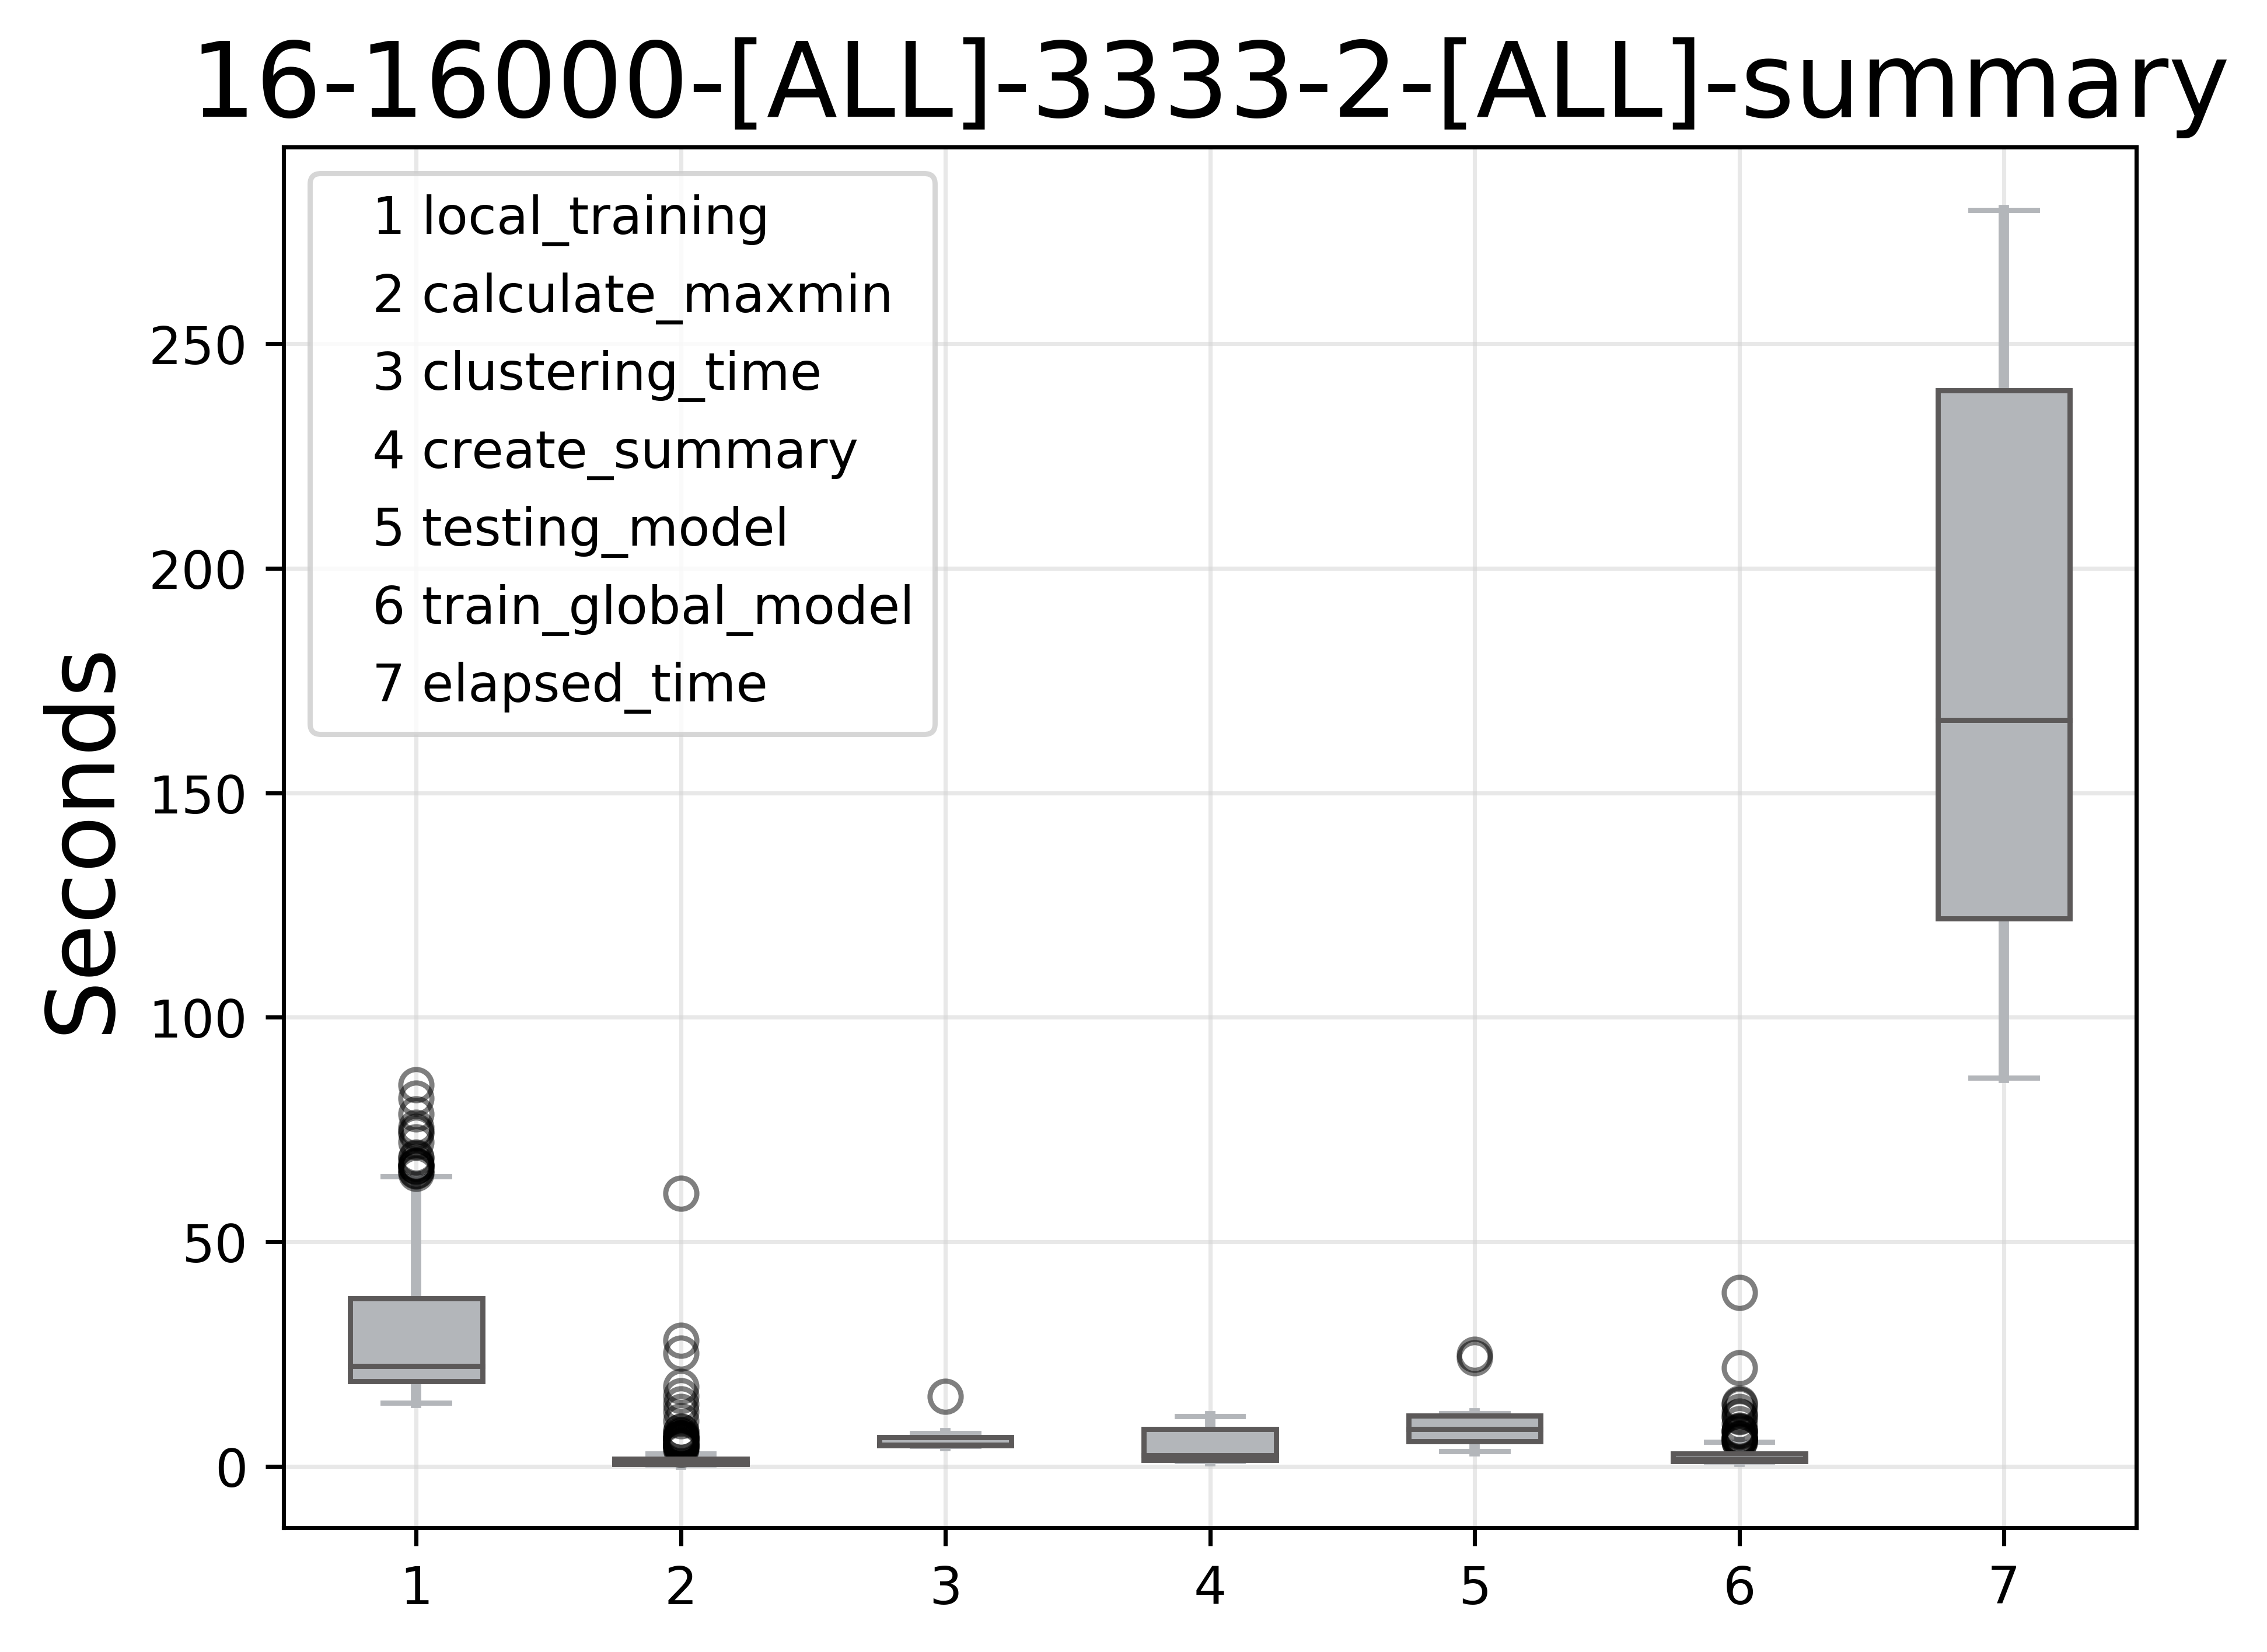 16-16000-[ALL]-3333-2-[ALL]-summary
1 local_training
2 calculate_maxmin
3 clustering_time
4 create_summary
5 testing_model
6 train_global_model
7 elapsed_time
Seconds
250
200
150
100
50
0
1 2 3 4 5 6 7